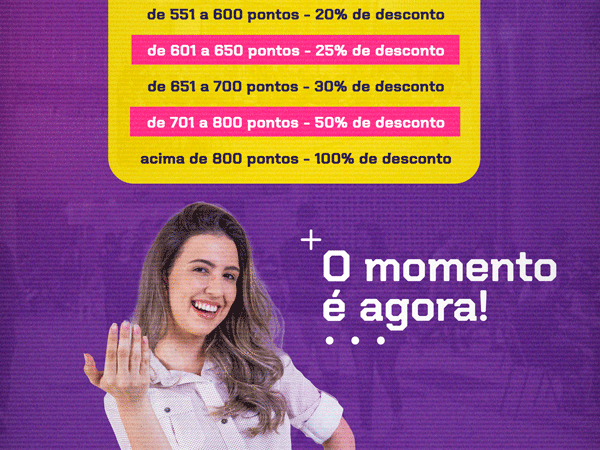 de 551 a 600 pontos - 20% de desconto
de 601 a 650 pontos - 25% de desconto
de 651 a 700 pontos - 30% de desconto
de 701 a 800 pontos - 50% de desconto
acima de 800 pontos - 100% de desconto
O momento
é agora!